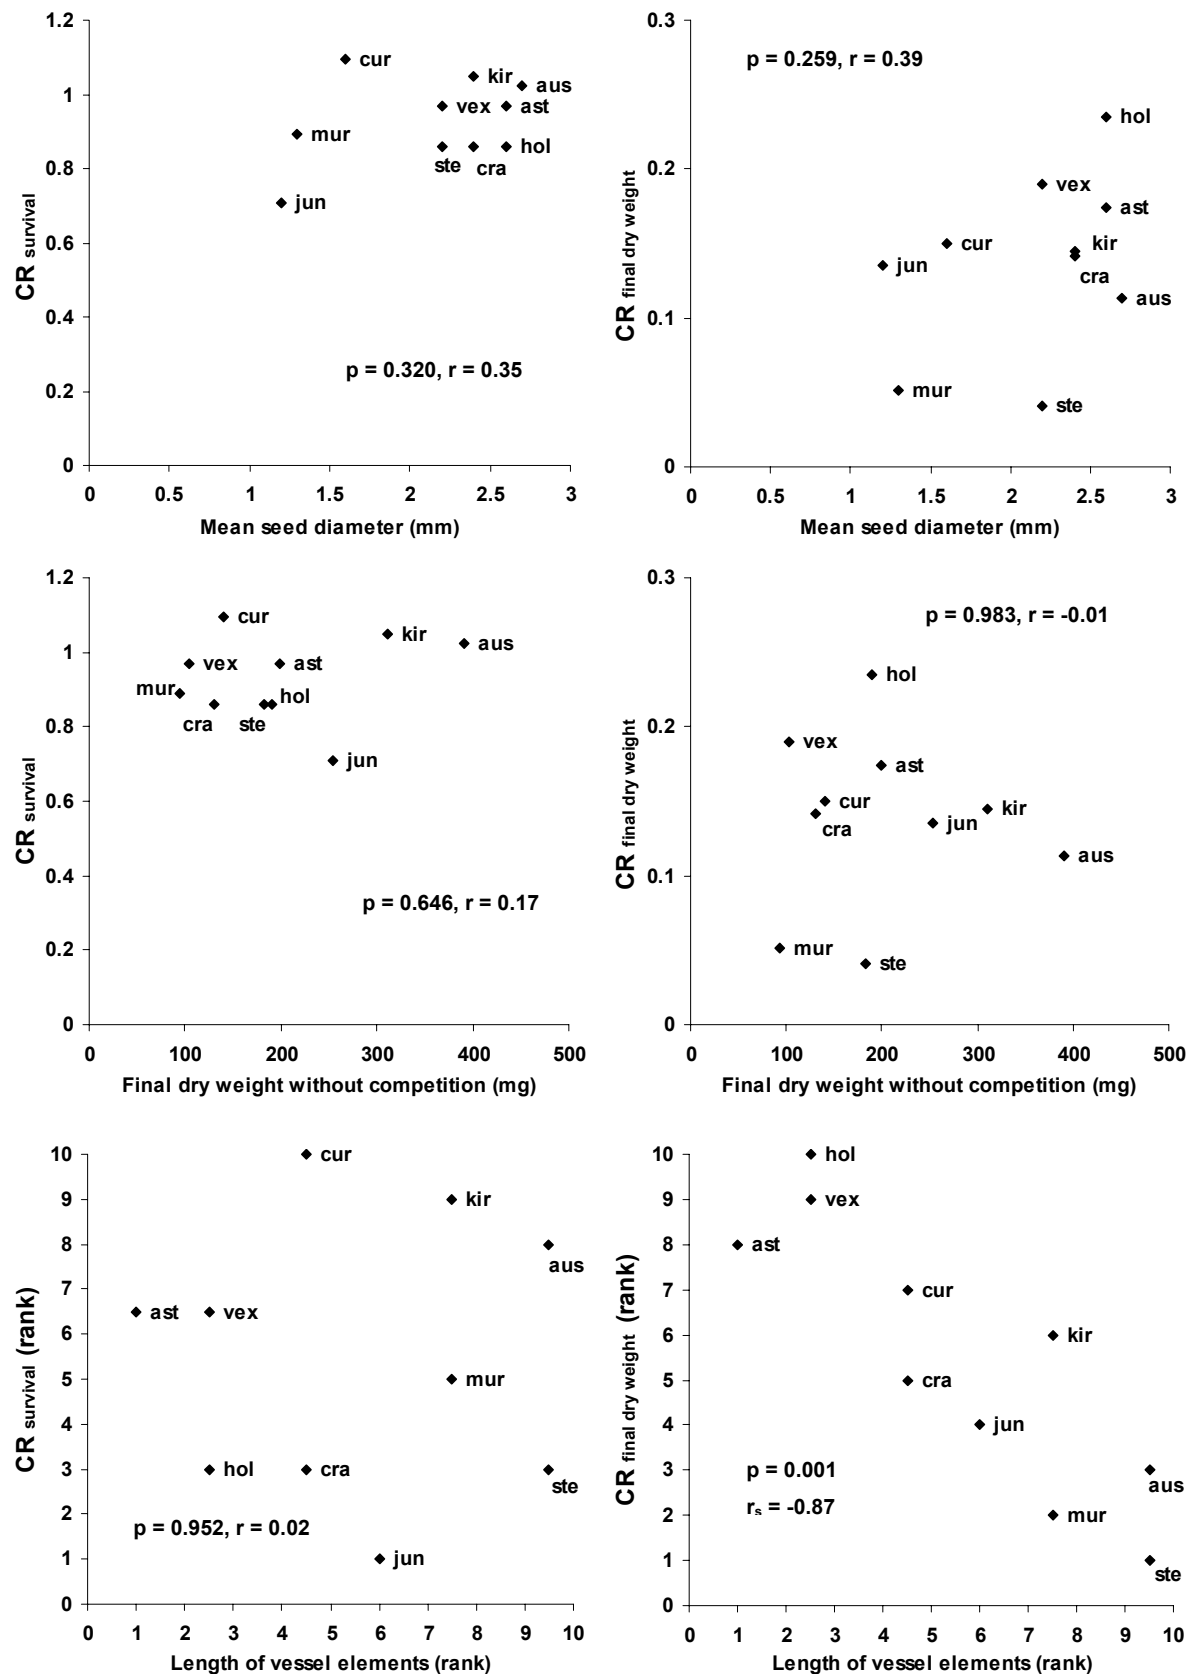 1.2
1
0.8
0.6
0.4
0.2
0
CR survival
cur
kir
aus
vex
ast
mur
ste
cra
hol
jun
p = 0.320, r = 0.35
0 0.5 1 1.5 2 2.5 3
Mean seed diameter (mm)
0.3
0.2
0.1
0
CR final dry weight
p = 0.259, r = 0.39
hol
vex
ast
cur
kir
jun
cra
aus
mur
ste
0 0.5 1 1.5 2 2.5 3
Mean seed diameter (mm)
1.2
1
0.8
0.6
0.4
0.2
0
CR survival
cur
kir
aus
vex
ast
mur
hol
cra
ste
jun
p = 0.646, r = 0.17
0 100 200 300 400 500
Final dry weight without competition (mg)
0.3
0.2
0.1
0
CR final dry weight
p = 0.983, r = -0.01
hol
vex
ast
cur
kir
cra
jun
aus
mur
ste
0 100 200 300 400 500
Final dry weight without competition (mg)
10
9
8
7
6
5
4
3
2
1
0
CR survival (rank)
cur
kir
aus
ast
vex
mur
hol
cra
ste
p = 0.952, r = 0.02
jun
0 1 2 3 4 5 6 7 8 9 10
Length of vessel elements (rank)
10
9
8
7
6
5
4
3
2
1
0
CR final dry weight (rank)
hol
vex
ast
cur
kir
cra
jun
p = 0.001
aus
rs = -0.87
mur
ste
0 1 2 3 4 5 6 7 8 9 10
Length of vessel elements (rank)